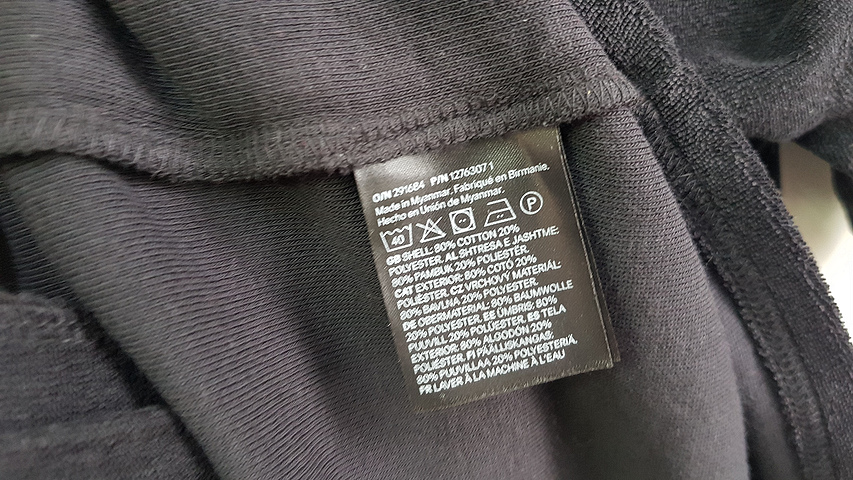 O/N 291684 P/N 12763071
Made in Myanmar. Fabriqué en Birmanie.
Hecho en Unión de Myanmar.
40 P
GB SHELL: 80% COTTON 20%
POLYESTER. AL SHTRESA E JASHTME:
80% PAMBUK 20% POLIESTËR.
CAT EXTERIOR: 80% COTÓ 20%
POLIÈSTER. CZ VRCHOVÝ MATERIÁL:
80% BAVLNA 20% POLYESTER.
DE OBERMATERIAL: 80% BAUMWOLLE
20% POLYESTER. EE ÜMBRIS: 80%
PUUVILL 20% POLÜESTER. ES TELA
EXTERIOR: 80% ALGODÓN 20%
POLIÉSTER. FI PÄÄLLISKANGAS:
80% PUUVILLAA 20% POLYESTERIÄ.
FR LAVER À LA MACHINE À L'EAU